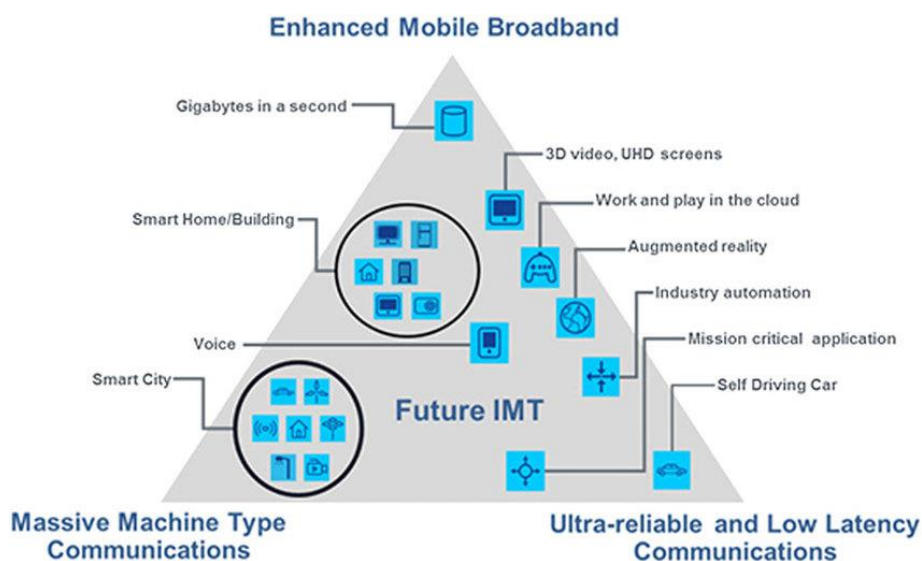 Enhanced Mobile Broadband
Gigabytes in a second
3D video, UHD screens
Work and play in the cloud
Smart Home/Building
Augmented reality
Industry automation
Mission critical application
Voice
Smart City
Self Driving Car
Future IMT
Massive Machine Type
Communications
Ultra-reliable and Low Latency
Communications